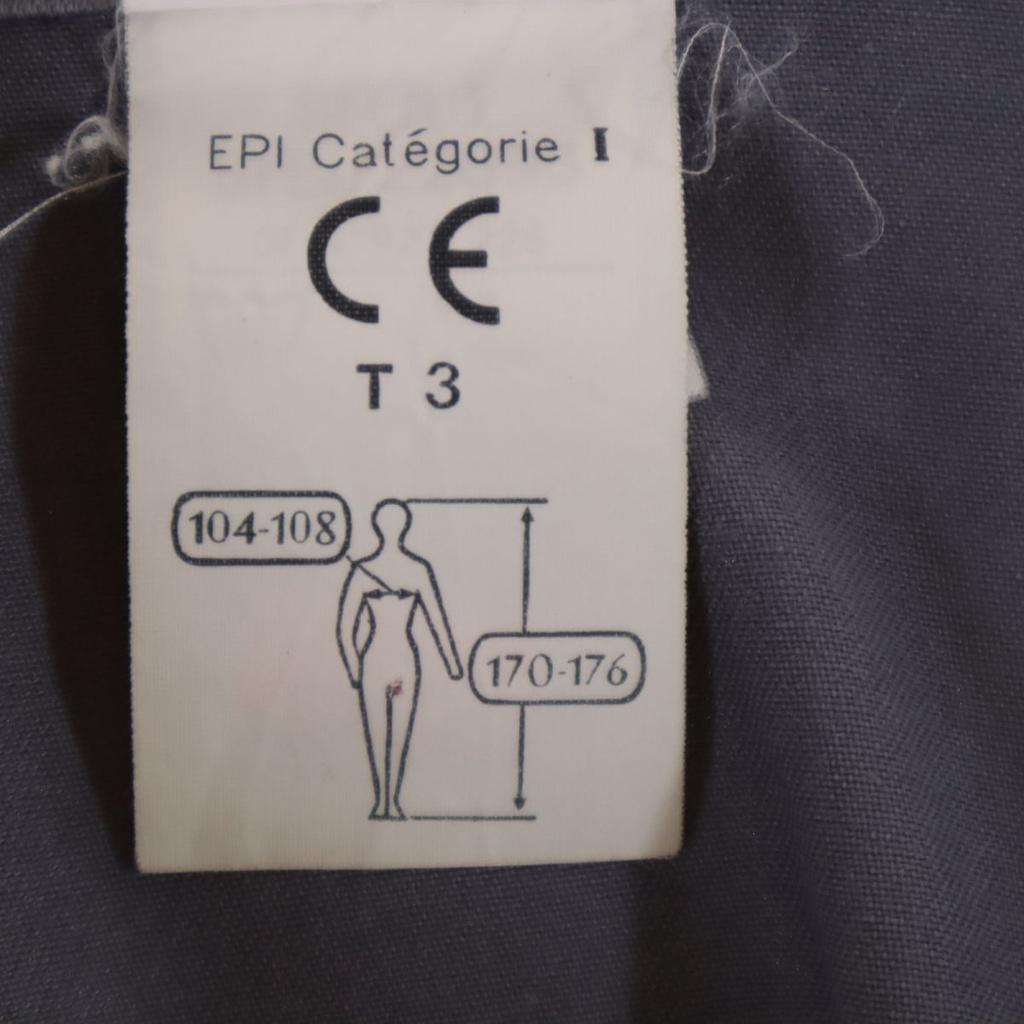 EPI Catégorie I
CE
T 3
104-108
170-176